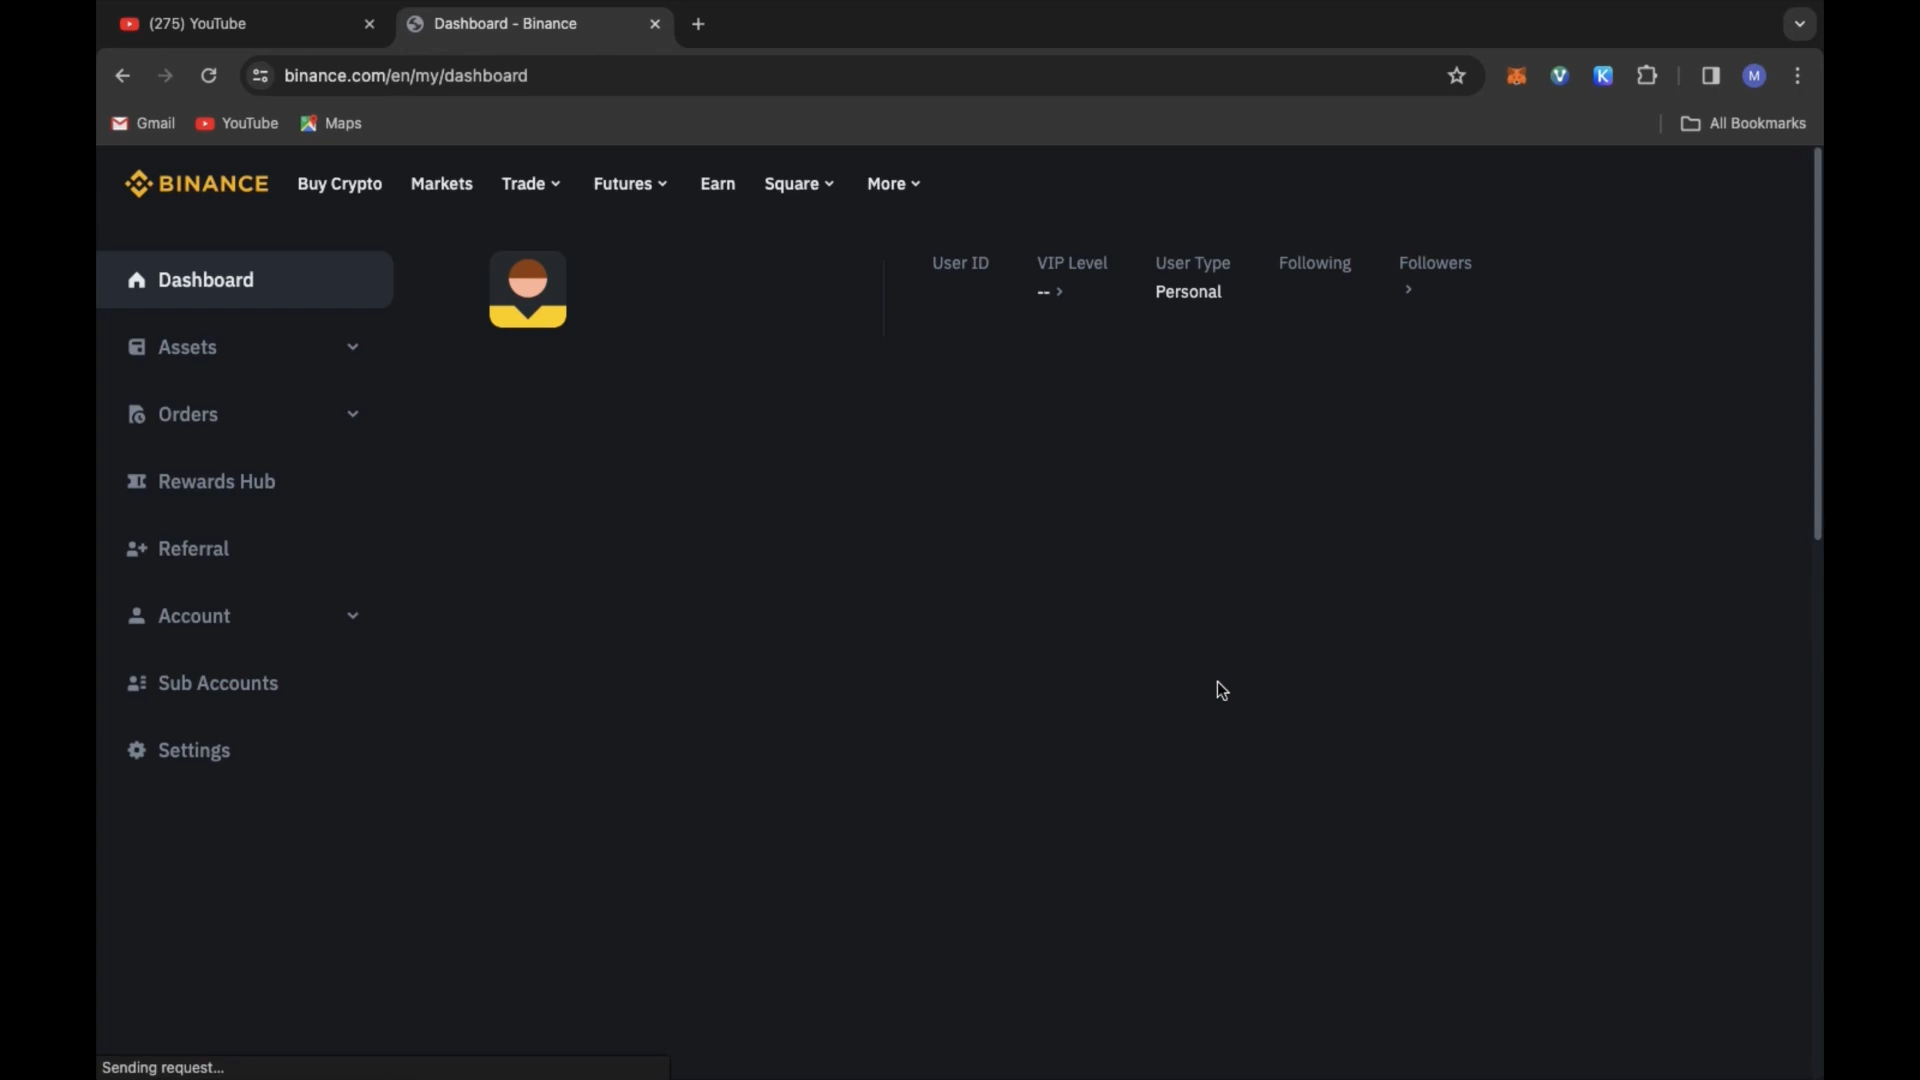 (275) YouTube
Dashboard - Binance
binance.com/en/my/dashboard
K
M
Gmail
YouTube
Maps
All Bookmarks
BINANCE
Buy Crypto
Markets
Trade
Futures
Earn
Square
More
Dashboard
Assets
Orders
Rewards Hub
Referral
Account
Sub Accounts
Settings
User ID
VIP Level
--
User Type
Personal
Following
Followers
Sending request...